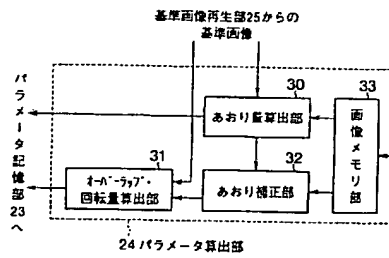 基準画像再生部25からの
基準画像
パラメータ記憶部23へ
30
あおり量算出部
33
画像メモリ部
31
オーバーラップ・
回転量算出部
32
あおり補正部
24 パラメータ算出部